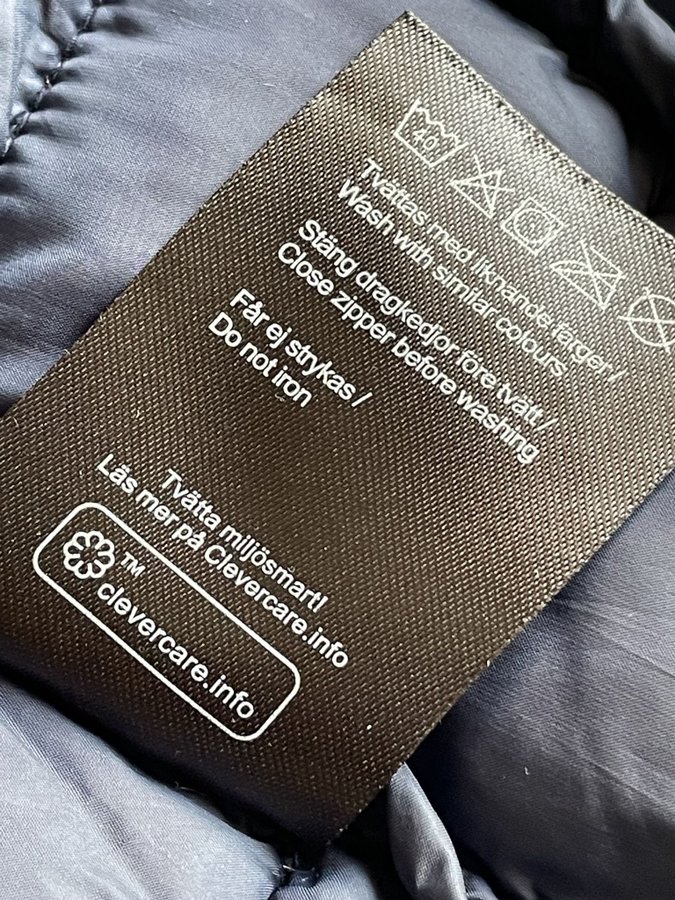 40
Tvättas med liknande färger /
Wash with similar colours
Stäng dragkedjor före tvätt /
Close zipper before washing
Får ej strykas /
Do not iron
Tvätta miljösmart!
Läs mer på Clevercare.info
TM
clevercare.info